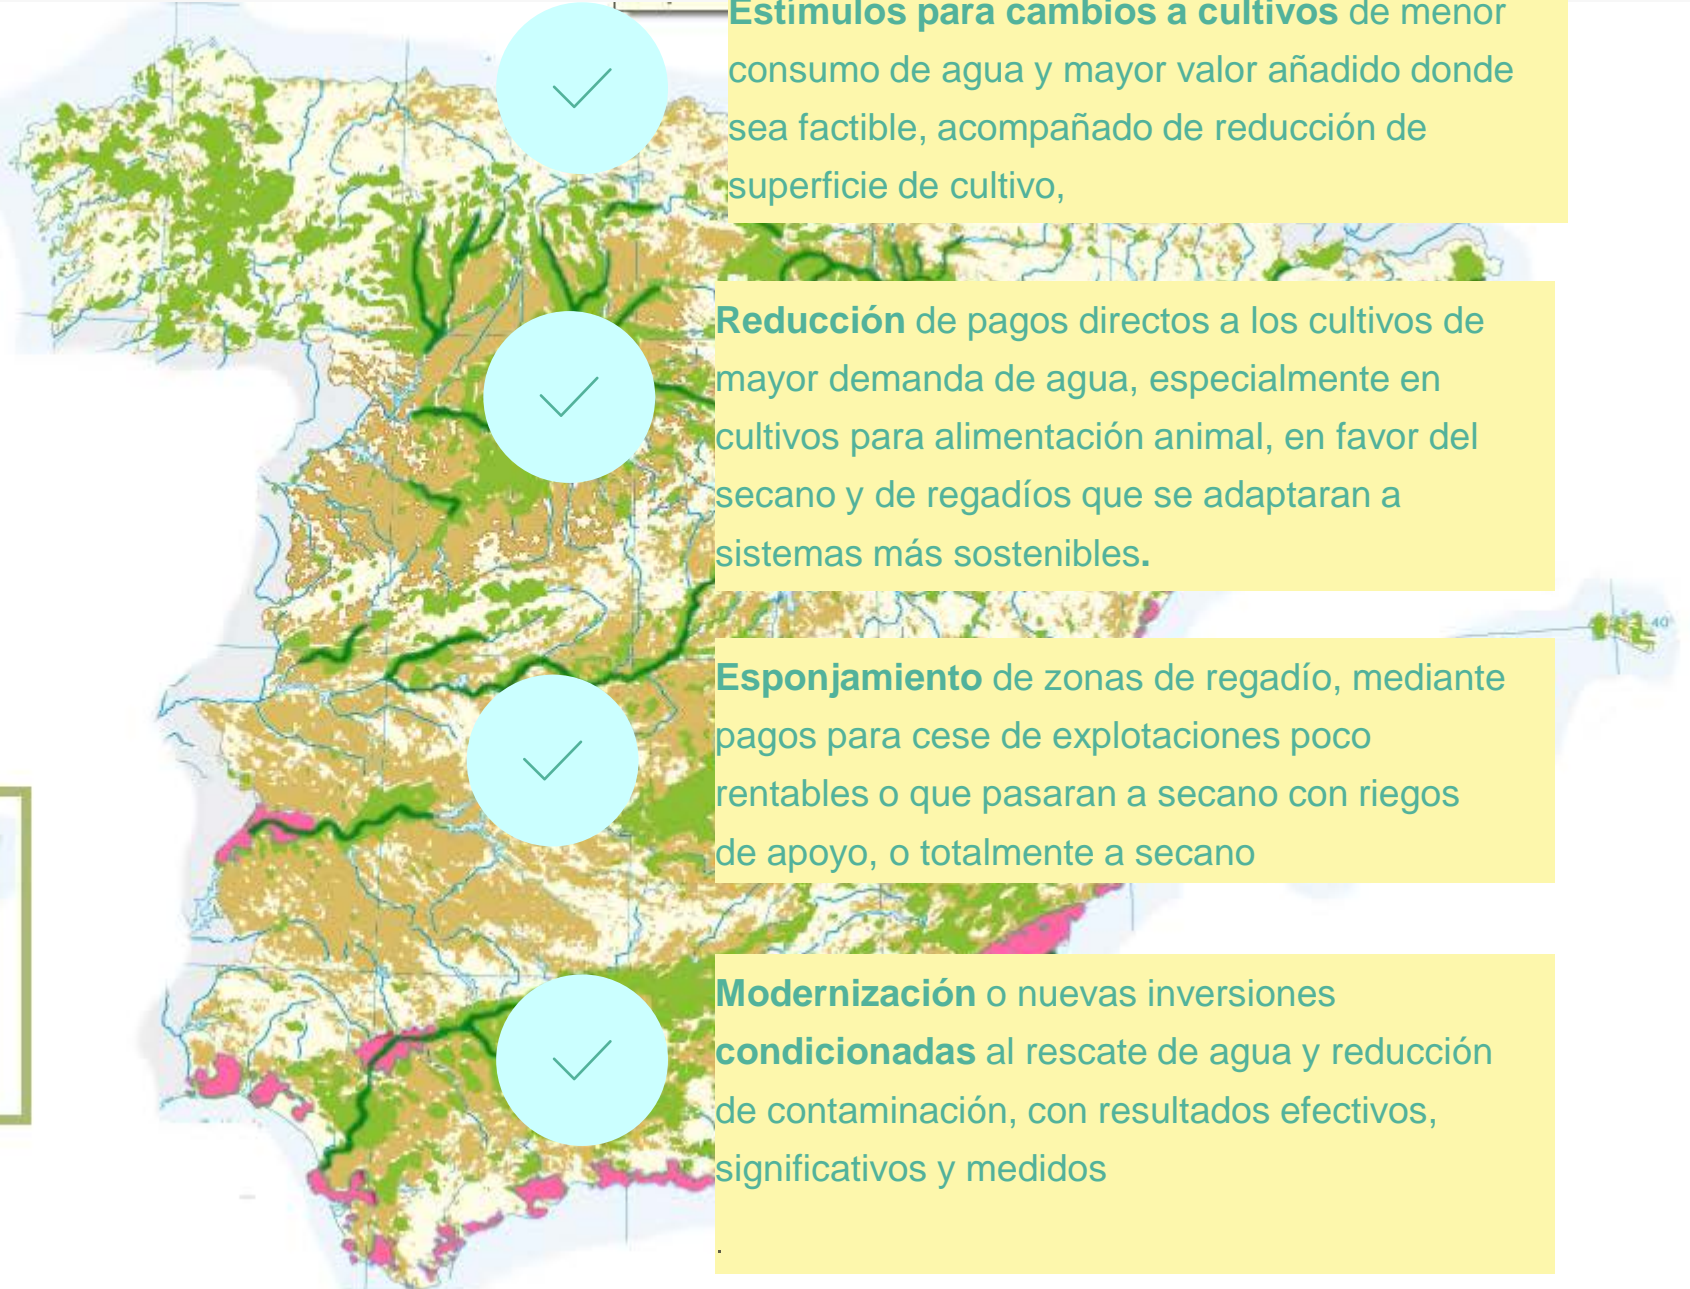 Estímulos para cambios a cultivos de menor
consumo de agua y mayor valor añadido donde
sea factible, acompañado de reducción de
superficie de cultivo,
Reducción de pagos directos a los cultivos de
mayor demanda de agua, especialmente en
cultivos para alimentación animal, en favor del
secano y de regadíos que se adaptaran a
sistemas más sostenibles.
40
Esponjamiento de zonas de regadío, mediante
pagos para cese de explotaciones poco
rentables o que pasaran a secano con riegos
de apoyo, o totalmente a secano
Modernización o nuevas inversiones
condicionadas al rescate de agua y reducción
de contaminación, con resultados efectivos,
significativos y medidos
.